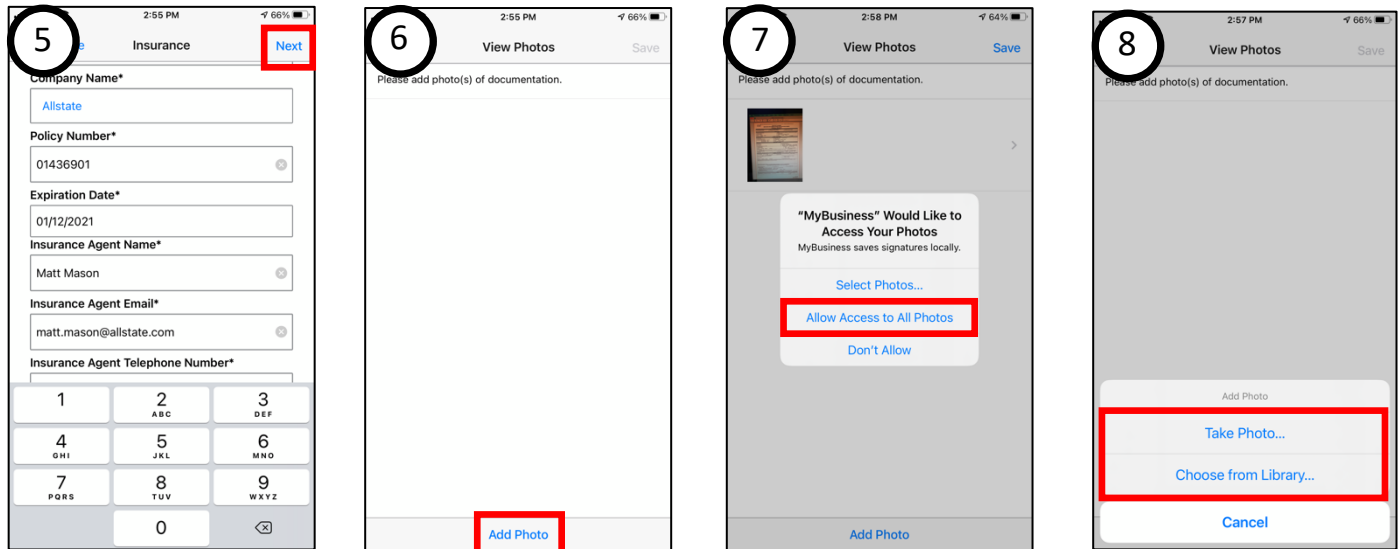 5
2:55 PM
66%
Insurance
Next
Company Name*
Allstate
Policy Number*
01436901
Expiration Date*
01/12/2021
Insurance Agent Name*
Matt Mason
Insurance Agent Email*
matt.mason@allstate.com
Insurance Agent Telephone Number*
1
2
ABC
3
DEF
4
GHI
5
JKL
6
MNO
7
PQRS
8
TUV
9
WXYZ
0
6
2:55 PM
66%
View Photos
Save
Please add photo(s) of documentation.
Add Photo
7
2:58 PM
64%
View Photos
Save
Please add photo(s) of documentation.
“MyBusiness” Would Like to
Access Your Photos
MyBusiness saves signatures locally.
Select Photos...
Allow Access to All Photos
Don’t Allow
Add Photo
8
2:57 PM
66%
View Photos
Save
Please add photo(s) of documentation.
Add Photo
Take Photo...
Choose from Library...
Cancel